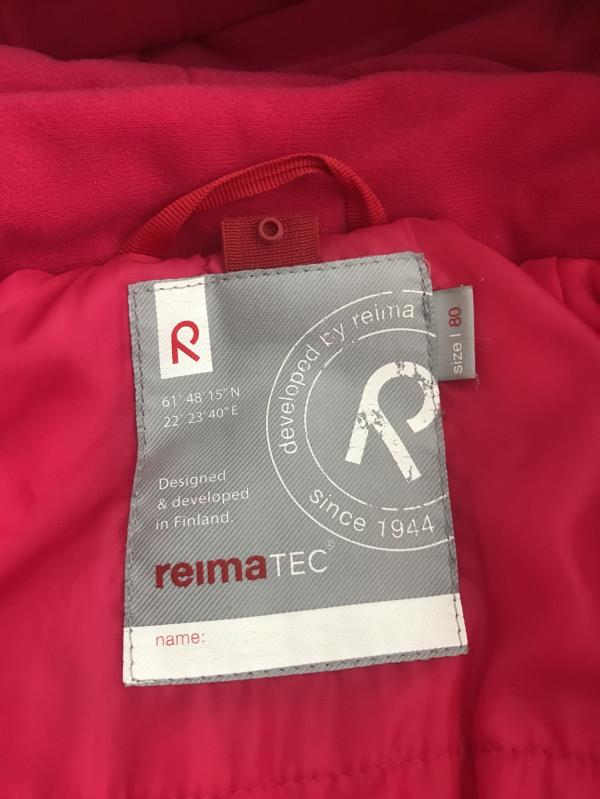 R
61° 48' 15" N
22° 23' 40" E
developed by reima
R
since 1944
size | 80
Designed
& developed
in Finland.
reimaTEC®
name: